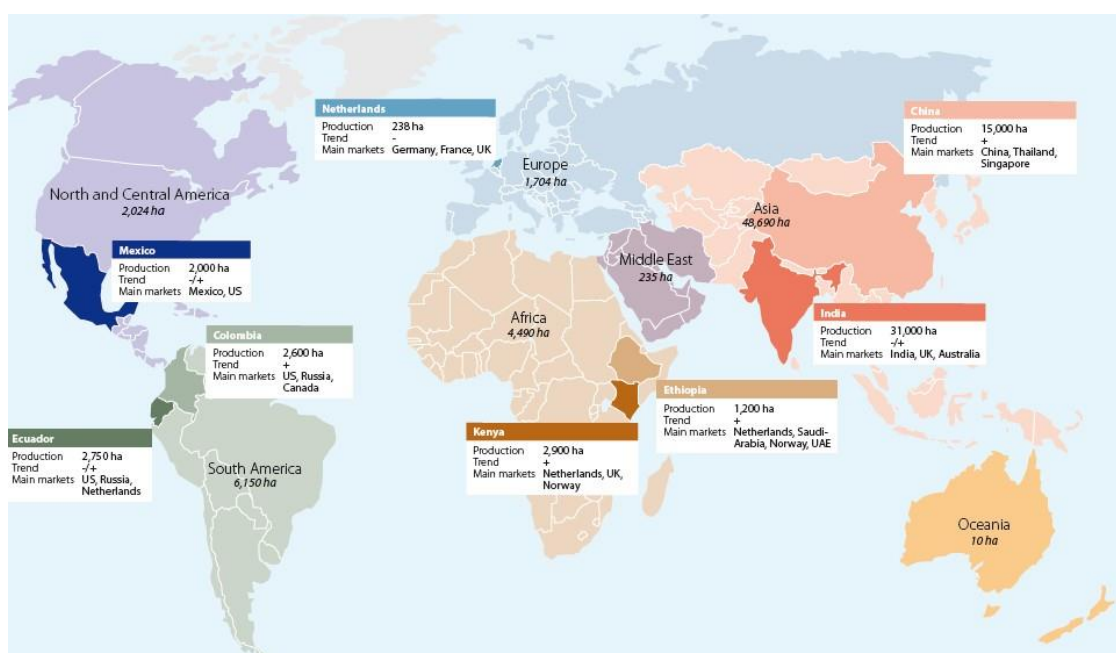 Netherlands
Production 238 ha
Trend -
Main markets Germany, France, UK
China
Production 15,000 ha
Trend +
Main markets China, Thailand,
Singapore
Europe
1,704 ha
North and Central America
2,024 ha
Asia
48,690 ha
Mexico
Production 2,000 ha
Trend -/+
Main markets Mexico, US
Middle East
235 ha
Africa
4,490 ha
India
Production 31,000 ha
Trend -/+
Main markets India, UK, Australia
Colombia
Production 2,600 ha
Trend +
Main markets US, Russia,
Canada
Ethiopia
Production 1,200 ha
Trend +
Main markets Netherlands, Saudi-
Arabia, Norway, UAE
Kenya
Production 2,900 ha
Trend +
Main markets Netherlands, UK,
Norway
Ecuador
Production 2,750 ha
Trend -/+
Main markets US, Russia,
Netherlands
South America
6,150 ha
Oceania
10 ha